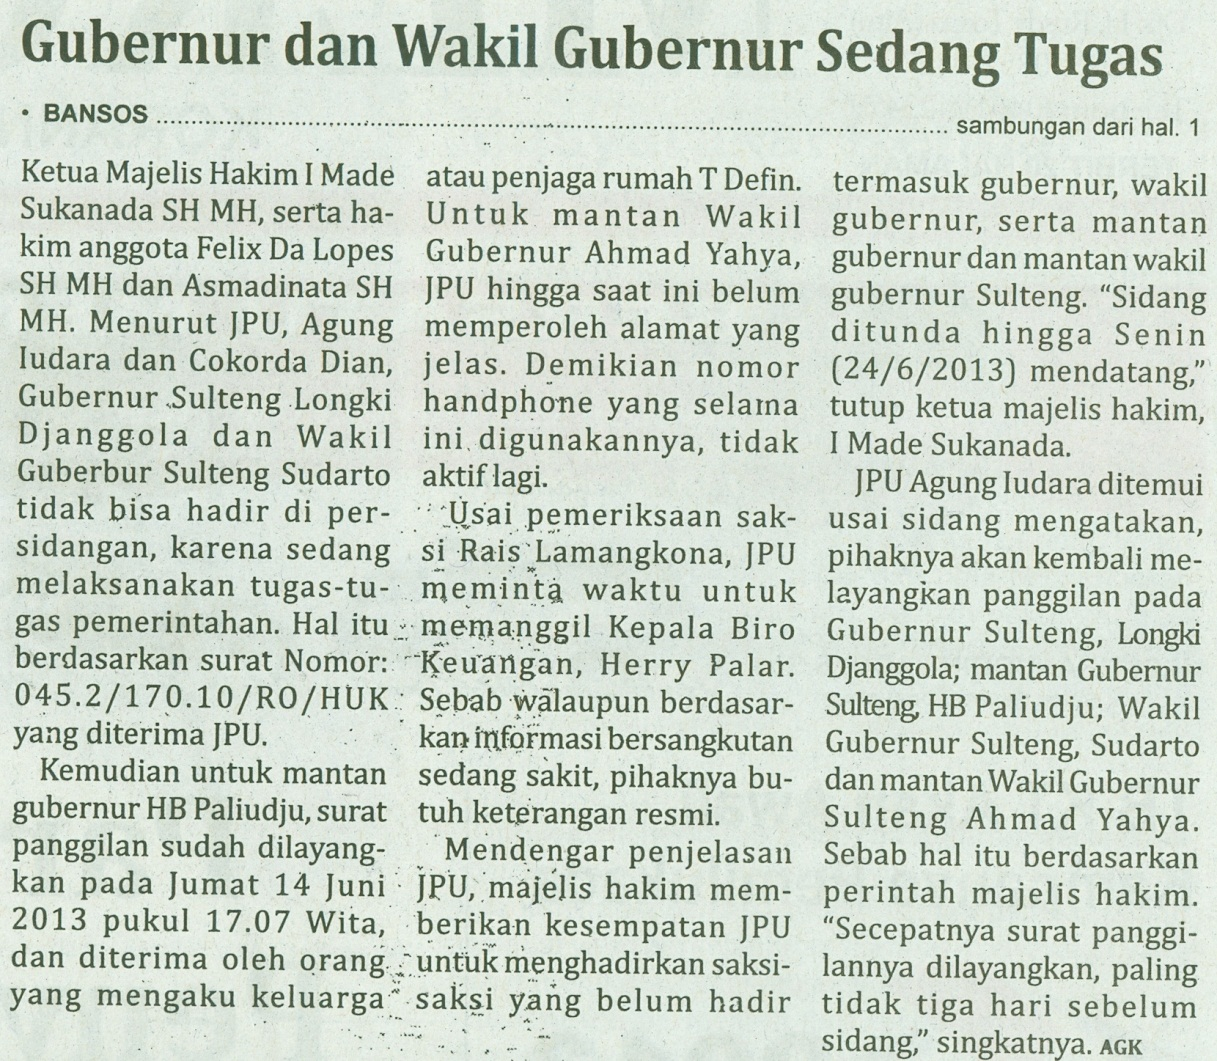 Gubernur dan Wakil Gubernur Sedang Tugas
• BANSOS ........................................ sambungan dari hal. 1
Ketua Majelis Hakim I Made
Sukanada SH MH, serta ha-
kim anggota Felix Da Lopes
SH MH dan Asmadinata SH
MH. Menurut JPU, Agung
Iudara dan Cokorda Dian,
Gubernur Sulteng Longki
Djanggola dan Wakil
Guberbur Sulteng Sudarto
tidak bisa hadir di per-
sidangan, karena sedang
melaksanakan tugas-tu-
gas pemerintahan. Hal itu
berdasarkan surat Nomor:
045.2/170.10/RO/HUK
yang diterima JPU.
Kemudian untuk mantan
gubernur HB Paliudju, surat
panggilan sudah dilayang-
kan pada Jumat 14 Juni
2013 pukul 17.07 Wita,
dan diterima oleh orang
yang mengaku keluarga
atau penjaga rumah T Defin.
Untuk mantan Wakil
Gubernur Ahmad Yahya,
JPU hingga saat ini belum
memperoleh alamat yang
jelas. Demikian nomor
handphone yang selama
ini digunakannya, tidak
aktif lagi.
Usai pemeriksaan sak-
si Rais Lamangkona, JPU
meminta waktu untuk
memanggil Kepala Biro
Keuangan, Herry Palar.
Sebab walaupun berdasar-
kan informasi bersangkutan
sedang sakit, pihaknya bu-
tuh keterangan resmi.
Mendengar penjelasan
JPU, majelis hakim mem-
berikan kesempatan JPU
untuk menghadirkan saksi-
saksi yang belum hadir
termasuk gubernur, wakil
gubernur, serta mantan
gubernur dan mantan wakil
gubernur Sulteng. “Sidang
ditunda hingga Senin
(24/6/2013) mendatang,”
tutup ketua majelis hakim,
I Made Sukanada.
JPU Agung Iudara ditemui
usai sidang mengatakan,
pihaknya akan kembali me-
layangkan panggilan pada
Gubernur Sulteng, Longki
Djanggola; mantan Gubernur
Sulteng, HB Paliudju; Wakil
Gubernur Sulteng, Sudarto
dan mantan Wakil Gubernur
Sulteng Ahmad Yahya.
Sebab hal itu berdasarkan
perintah majelis hakim.
“Secepatnya surat panggi-
lannya dilayangkan, paling
tidak tiga hari sebelum
sidang,” singkatnya. AGK